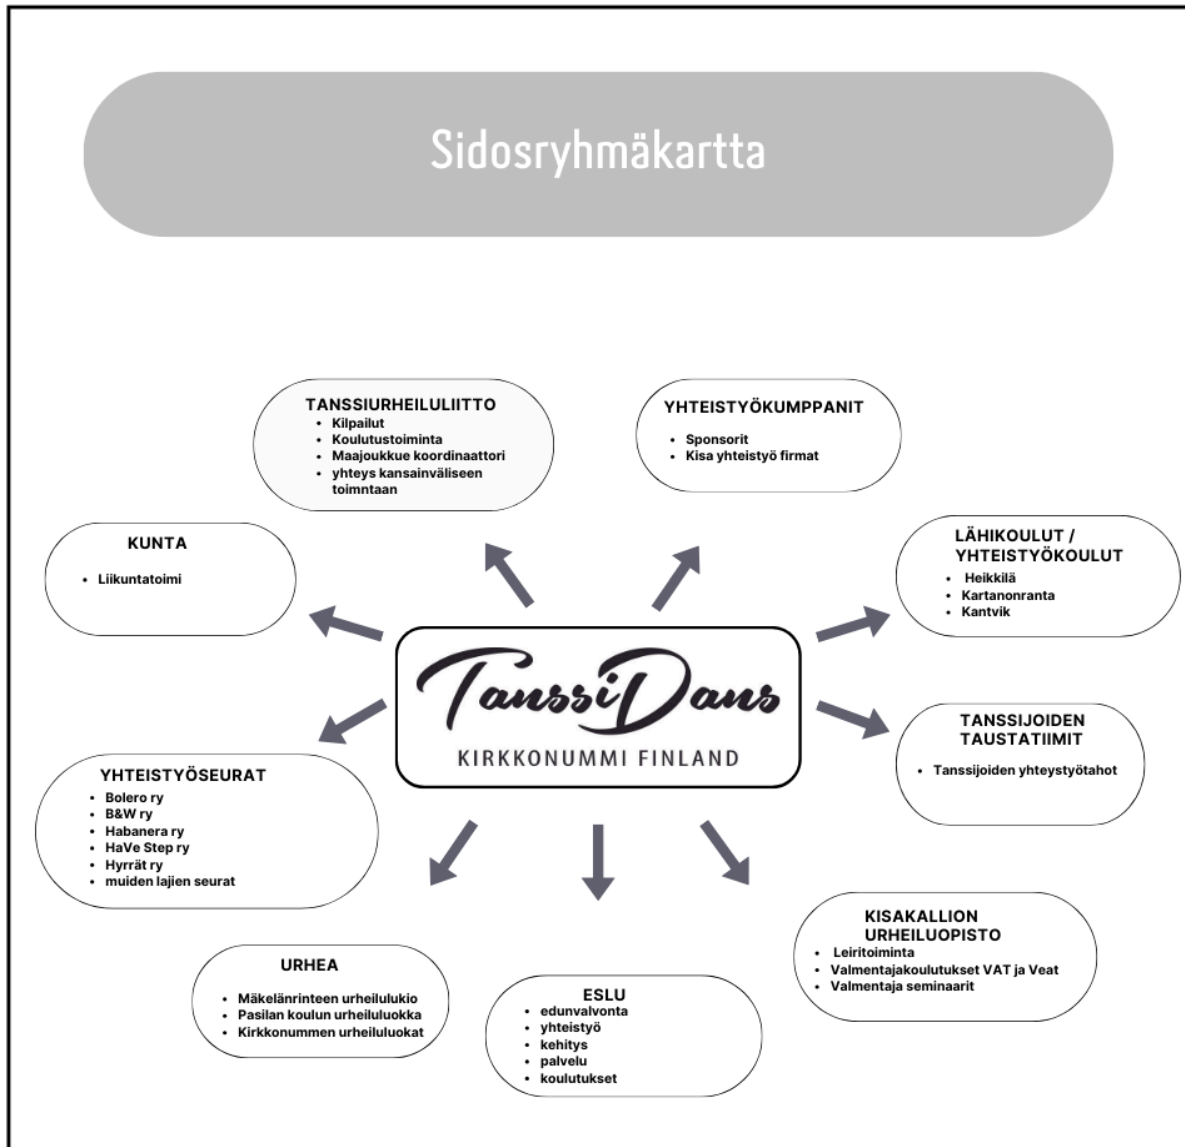 Sidosryhmäkartta
TANSSIURHEILULIITTO
• Kilpailut
• Koulutustoiminta
• Maajoukkue koordinaattori
• yhteys kansainväliseen
toimntaan
YHTEISTYÖKUMPPANIT
• Sponsorit
• Kisa yhteistyö firmat
KUNTA
• Liikuntatoimi
LÄHIKOULUT /
YHTEISTYÖKOULUT
• Heikkilä
• Kartanonranta
• Kantvik
TanssiDans
KIRKKONUMMI FINLAND
TANSSIJOIDEN
TAUSTATIIMIT
• Tanssijoiden yhteystyötahot
YHTEISTYÖSEURAT
• Bolero ry
• B&W ry
• Habanera ry
• HaVe Step ry
• Hyrrät ry
• muiden lajien seurat
KISAKALLION
URHEILUOPISTO
• Leiritoiminta
• Valmentajakoulutukset VAT ja Veat
• Valmentaja seminaarit
URHEA
• Mäkelänrinteen urheilulukio
• Pasilan koulun urheiluluokka
• Kirkkonummen urheiluluokat
ESLU
• edunvalvonta
• yhteistyö
• kehitys
• palvelu
• koulutukset